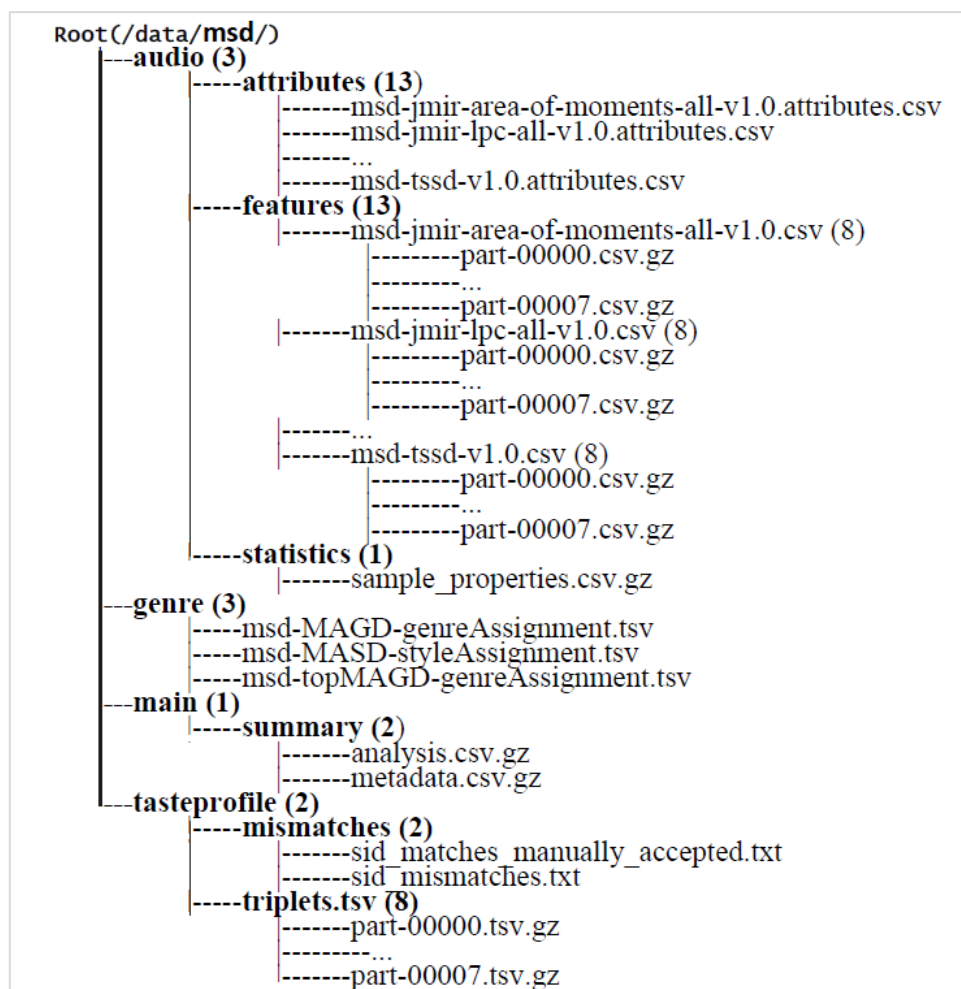 Root(/data/msd/)
---audio (3)
|-----attributes (13)
|-------msd-jmir-area-of-moments-all-v1.0.attributes.csv
|-------msd-jmir-lpc-all-v1.0.attributes.csv
|-------...
|-------msd-tssd-v1.0.attributes.csv
|-----features (13)
|-------msd-jmir-area-of-moments-all-v1.0.csv (8)
|---------part-00000.csv.gz
|---------...
|---------part-00007.csv.gz
|-------msd-jmir-lpc-all-v1.0.csv (8)
|---------part-00000.csv.gz
|---------...
|---------part-00007.csv.gz
|-------...
|-------msd-tssd-v1.0.csv (8)
|---------part-00000.csv.gz
|---------...
|---------part-00007.csv.gz
|-----statistics (1)
|-------sample_properties.csv.gz
---genre (3)
|-----msd-MAGD-genreAssignment.tsv
|-----msd-MASD-styleAssignment.tsv
|-----msd-topMAGD-genreAssignment.tsv
---main (1)
|-----summary (2)
|-------analysis.csv.gz
|-------metadata.csv.gz
---tasteprofile (2)
|-----mismatches (2)
|-------sid_matches_manually_accepted.txt
|-------sid_mismatches.txt
|-----triplets.tsv (8)
|-------part-00000.tsv.gz
|---------...
|-------part-00007.tsv.gz